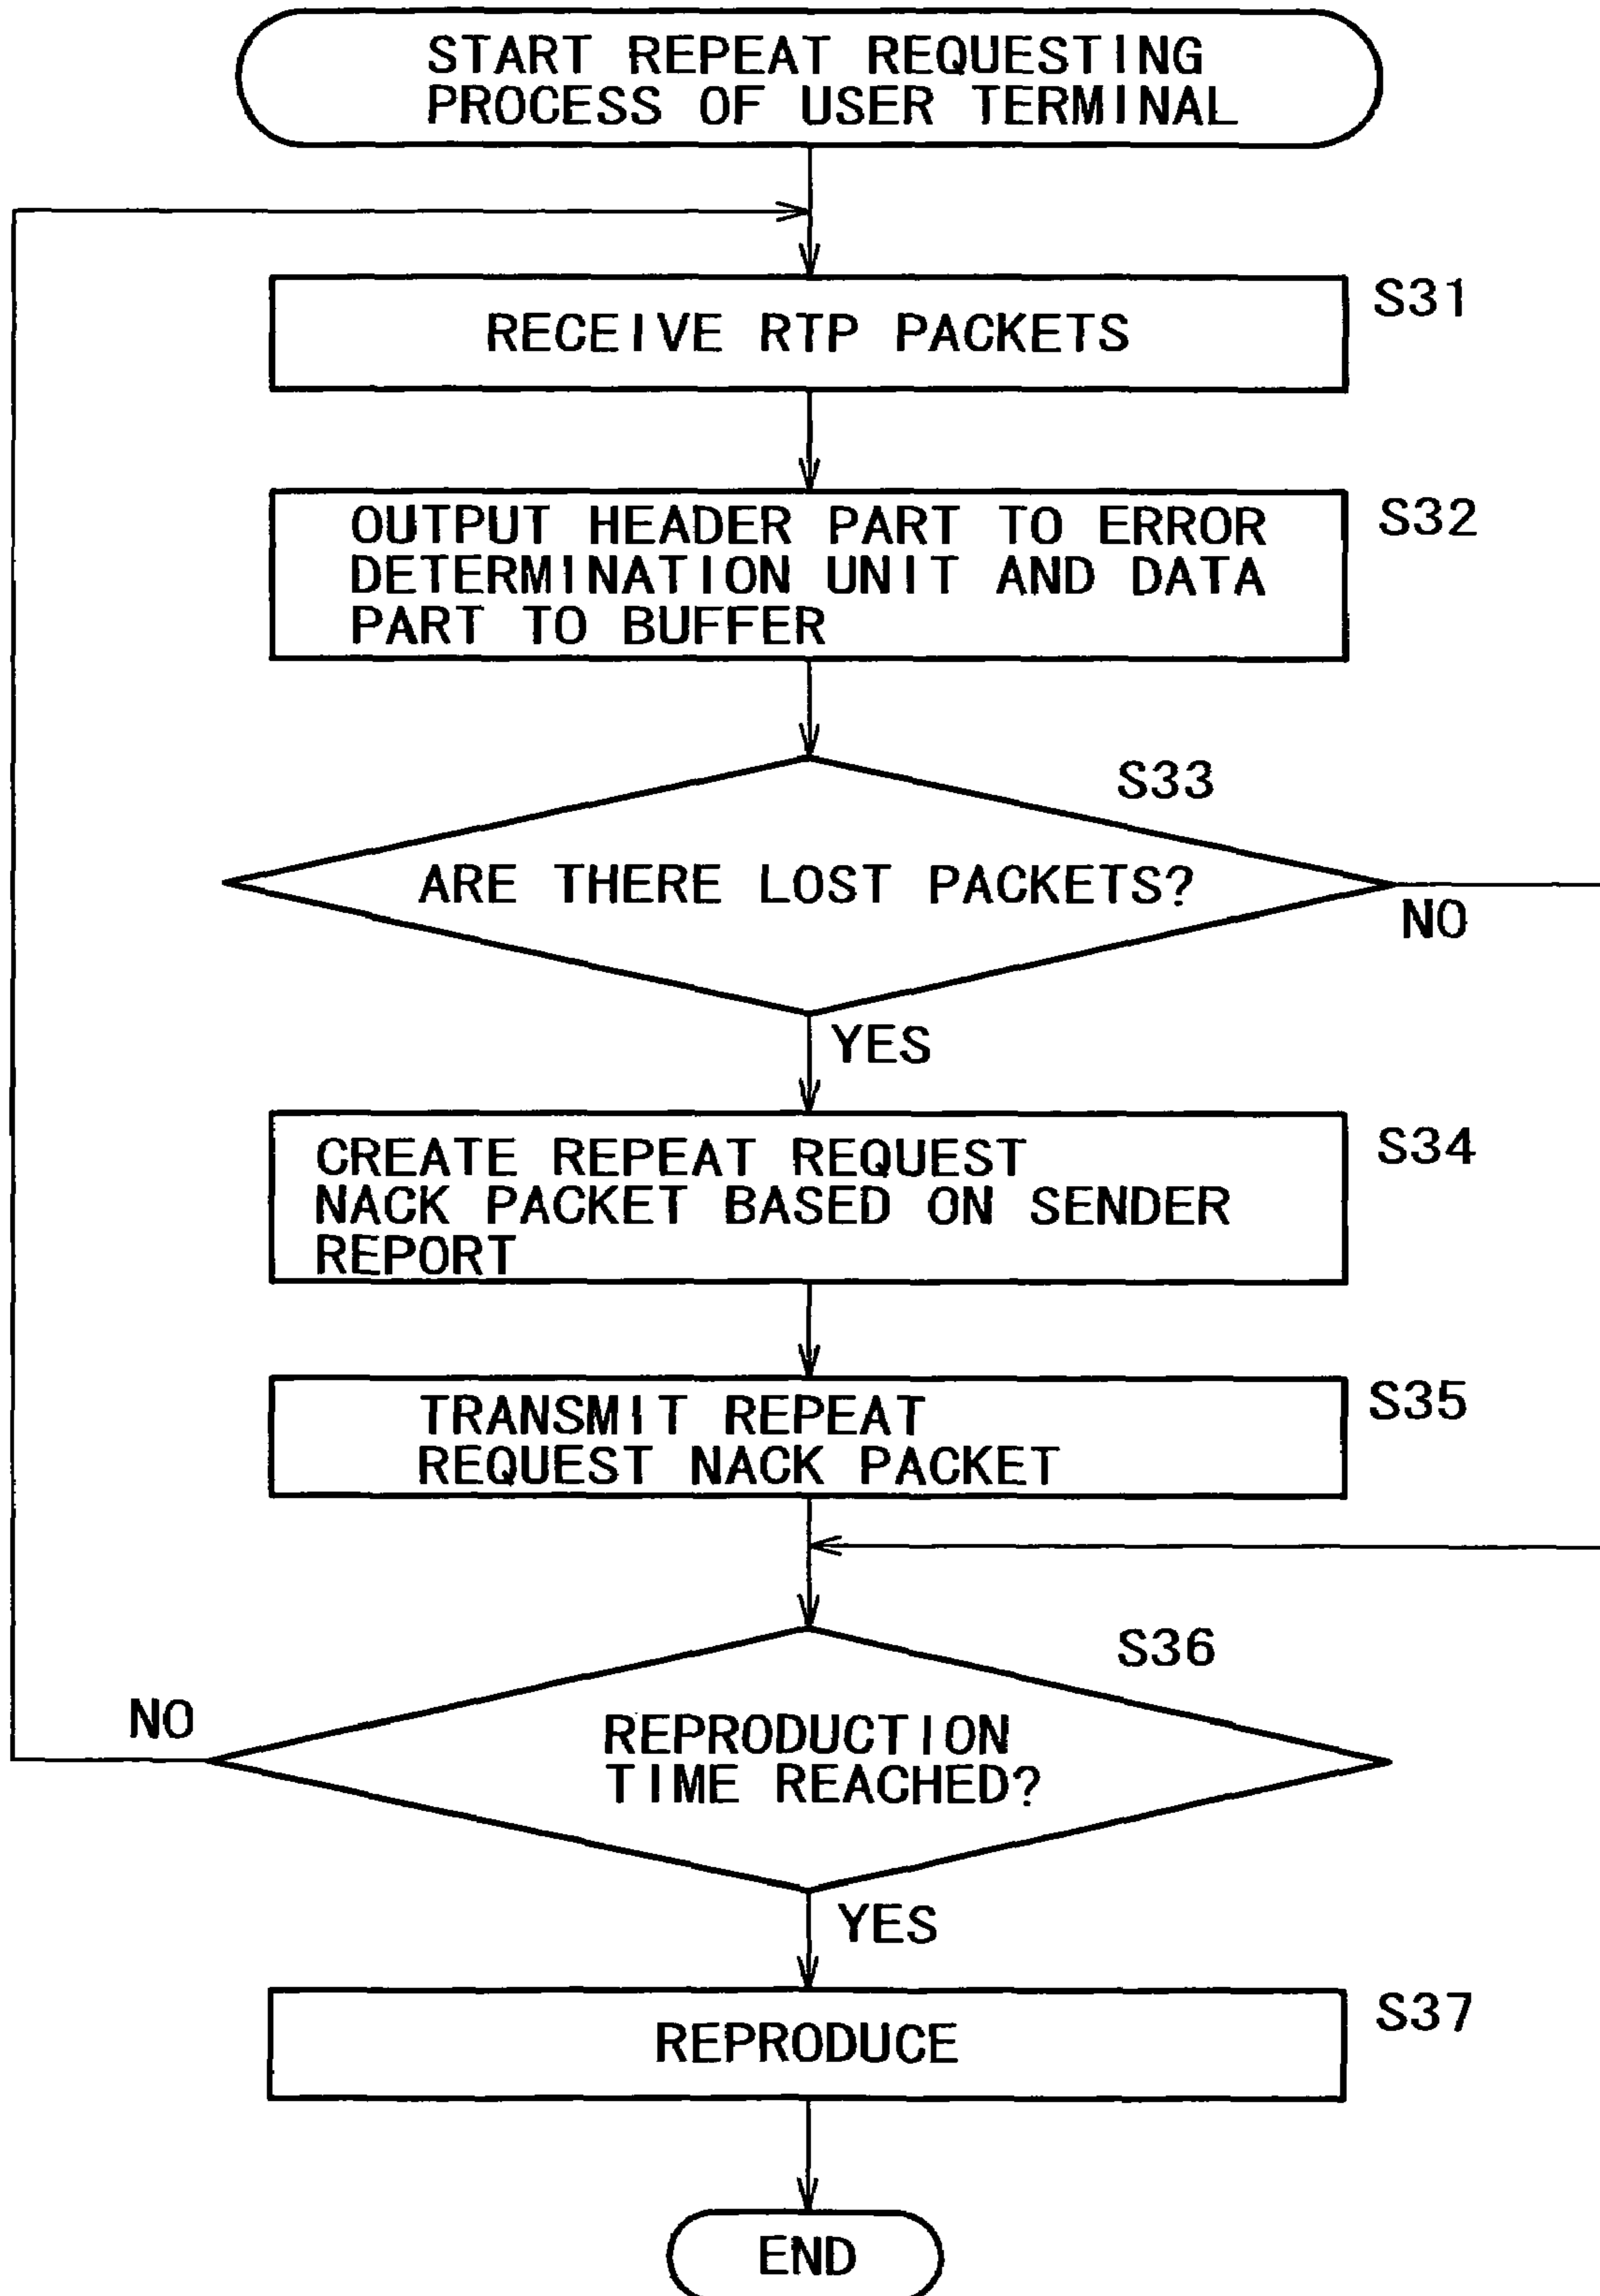 START REPEAT REQUESTING
PROCESS OF USER TERMINAL
S31
RECEIVE RTP PACKETS
S32
OUTPUT HEADER PART TO ERROR
DETERMINATION UNIT AND DATA
PART TO BUFFER
S33
ARE THERE LOST PACKETS?
NO
YES
S34
CREATE REPEAT REQUEST
NACK PACKET BASED ON SENDER
REPORT
S35
TRANSMIT REPEAT
REQUEST NACK PACKET
S36
NO
REPRODUCTION
TIME REACHED?
YES
S37
REPRODUCE
END